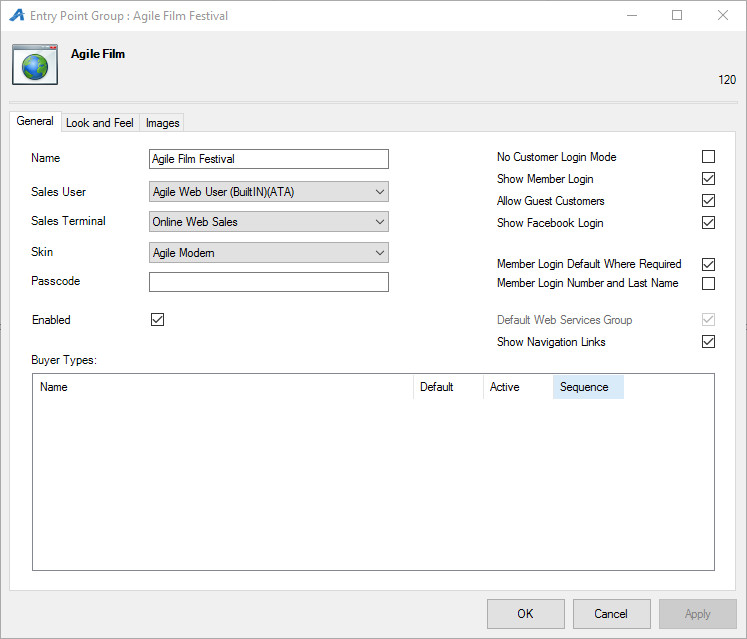 Entry Point Group : Agile Film Festival
Agile Film
120
General
Look and Feel
Images
Name
Agile Film Festival
Sales User
Agile Web User (BuiltIN)(ATA)
Sales Terminal
Online Web Sales
Skin
Agile Modern
Passcode
Enabled
No Customer Login Mode
Show Member Login
Allow Guest Customers
Show Facebook Login
Member Login Default Where Required
Member Login Number and Last Name
Default Web Services Group
Show Navigation Links
Buyer Types:
Name
Default
Active
Sequence
OK
Cancel
Apply